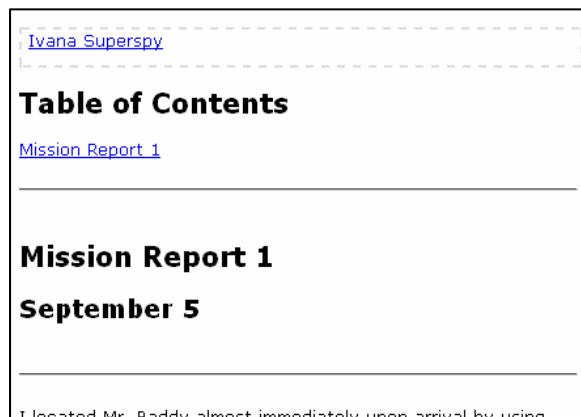 Ivana Superspy
Table of Contents
Mission Report 1
Mission Report 1
September 5
I located Mr. Baddy almost immediately upon arrival by using